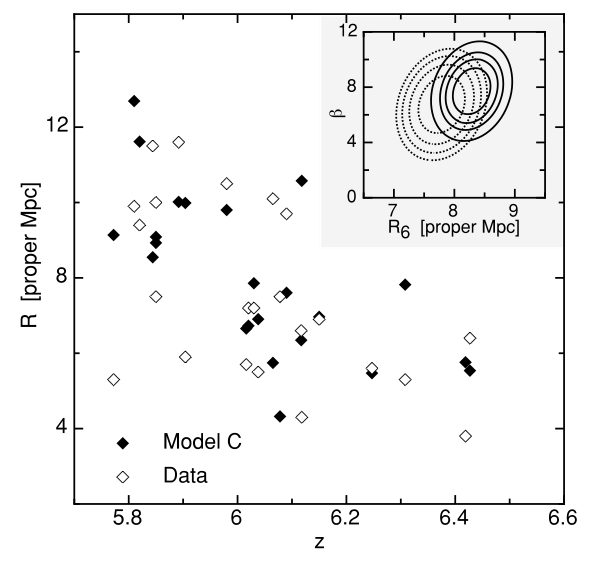 12
8
β
4
0
7 8 9
R6 [proper Mpc]
12
8
4
R [proper Mpc]
Model C
Data
5.8 6 6.2 6.4 6.6
z